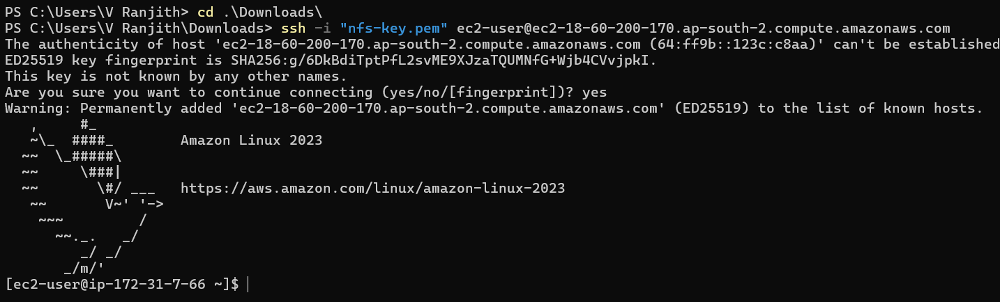 PS C:\Users\V Ranjith> cd .\Downloads\
PS C:\Users\V Ranjith\Downloads> ssh -i "nfs-key.pem" ec2-user@ec2-18-60-200-170.ap-south-2.compute.amazonaws.com
The authenticity of host 'ec2-18-60-200-170.ap-south-2.compute.amazonaws.com (64:ff9b::123c:c8aa)' can't be established
ED25519 key fingerprint is SHA256:g/6DkBdiTptPfL2svME9XJzaTQUMNfG+Wjb4CVvjpkI.
This key is not known by any other names.
Are you sure you want to continue connecting (yes/no/[fingerprint])? yes
Warning: Permanently added 'ec2-18-60-200-170.ap-south-2.compute.amazonaws.com' (ED25519) to the list of known hosts.
   ,     #_
   ~\_  ####_        Amazon Linux 2023
  ~~  \_#####\
  ~~     \###|
  ~~       \#/ ___   https://aws.amazon.com/linux/amazon-linux-2023
   ~~       V~' '->
    ~~~         /
      ~~._.   _/
         _/ _/
       _/m/'
[ec2-user@ip-172-31-7-66 ~]$